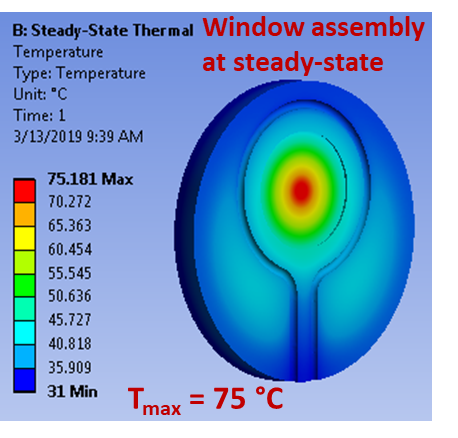 B: Steady-State Thermal
Temperature
Type: Temperature
Unit: °C
Time: 1
3/13/2019 9:39 AM
Window assembly
at steady-state
75.181 Max
70.272
65.363
60.454
55.545
50.636
45.727
40.818
35.909
31 Min
Tmax = 75 °C